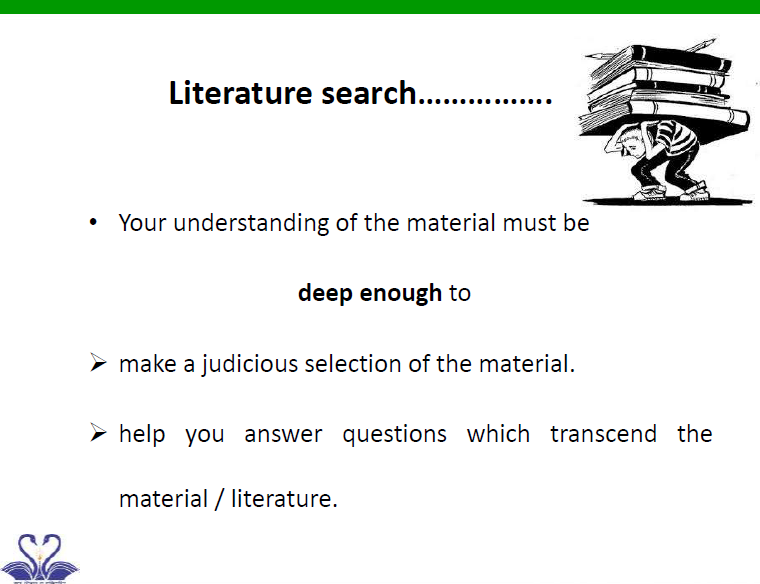 Literature search…………….
• Your understanding of the material must be
deep enough to
➢ make a judicious selection of the material.
➢ help you answer questions which transcend the
material / literature.